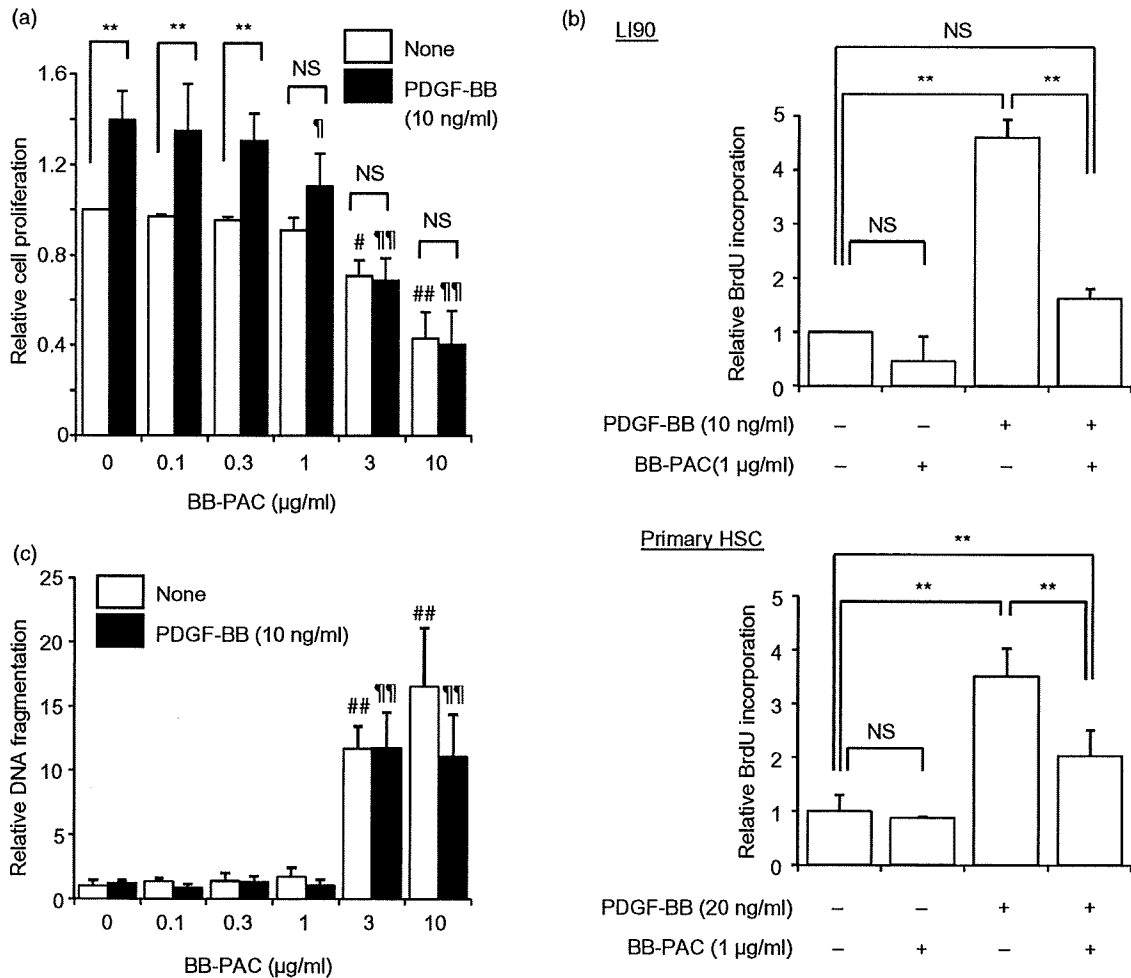 (a)
** ** **
None
PDGF-BB
(10 ng/ml)
NS
¶
NS
# ¶¶
NS
## ¶¶
1.6
1.2
0.8
0.4
0
Relative cell proliferation
0 0.1 0.3 1 3 10
BB-PAC (µg/ml)
(b)
LI90
NS
** **
NS
5
4
3
2
1
0
Relative BrdU incorporation
PDGF-BB (10 ng/ml) – – + +
BB-PAC(1 µg/ml) – + – +
Primary HSC
**
** **
NS
5
4
3
2
1
0
Relative BrdU incorporation
PDGF-BB (20 ng/ml) – – + +
BB-PAC (1 µg/ml) – + – +
(c)
None
PDGF-BB (10 ng/ml)
## ¶¶
## ¶¶
25
20
15
10
5
0
Relative DNA fragmentation
0 0.1 0.3 1 3 10
BB-PAC (µg/ml)